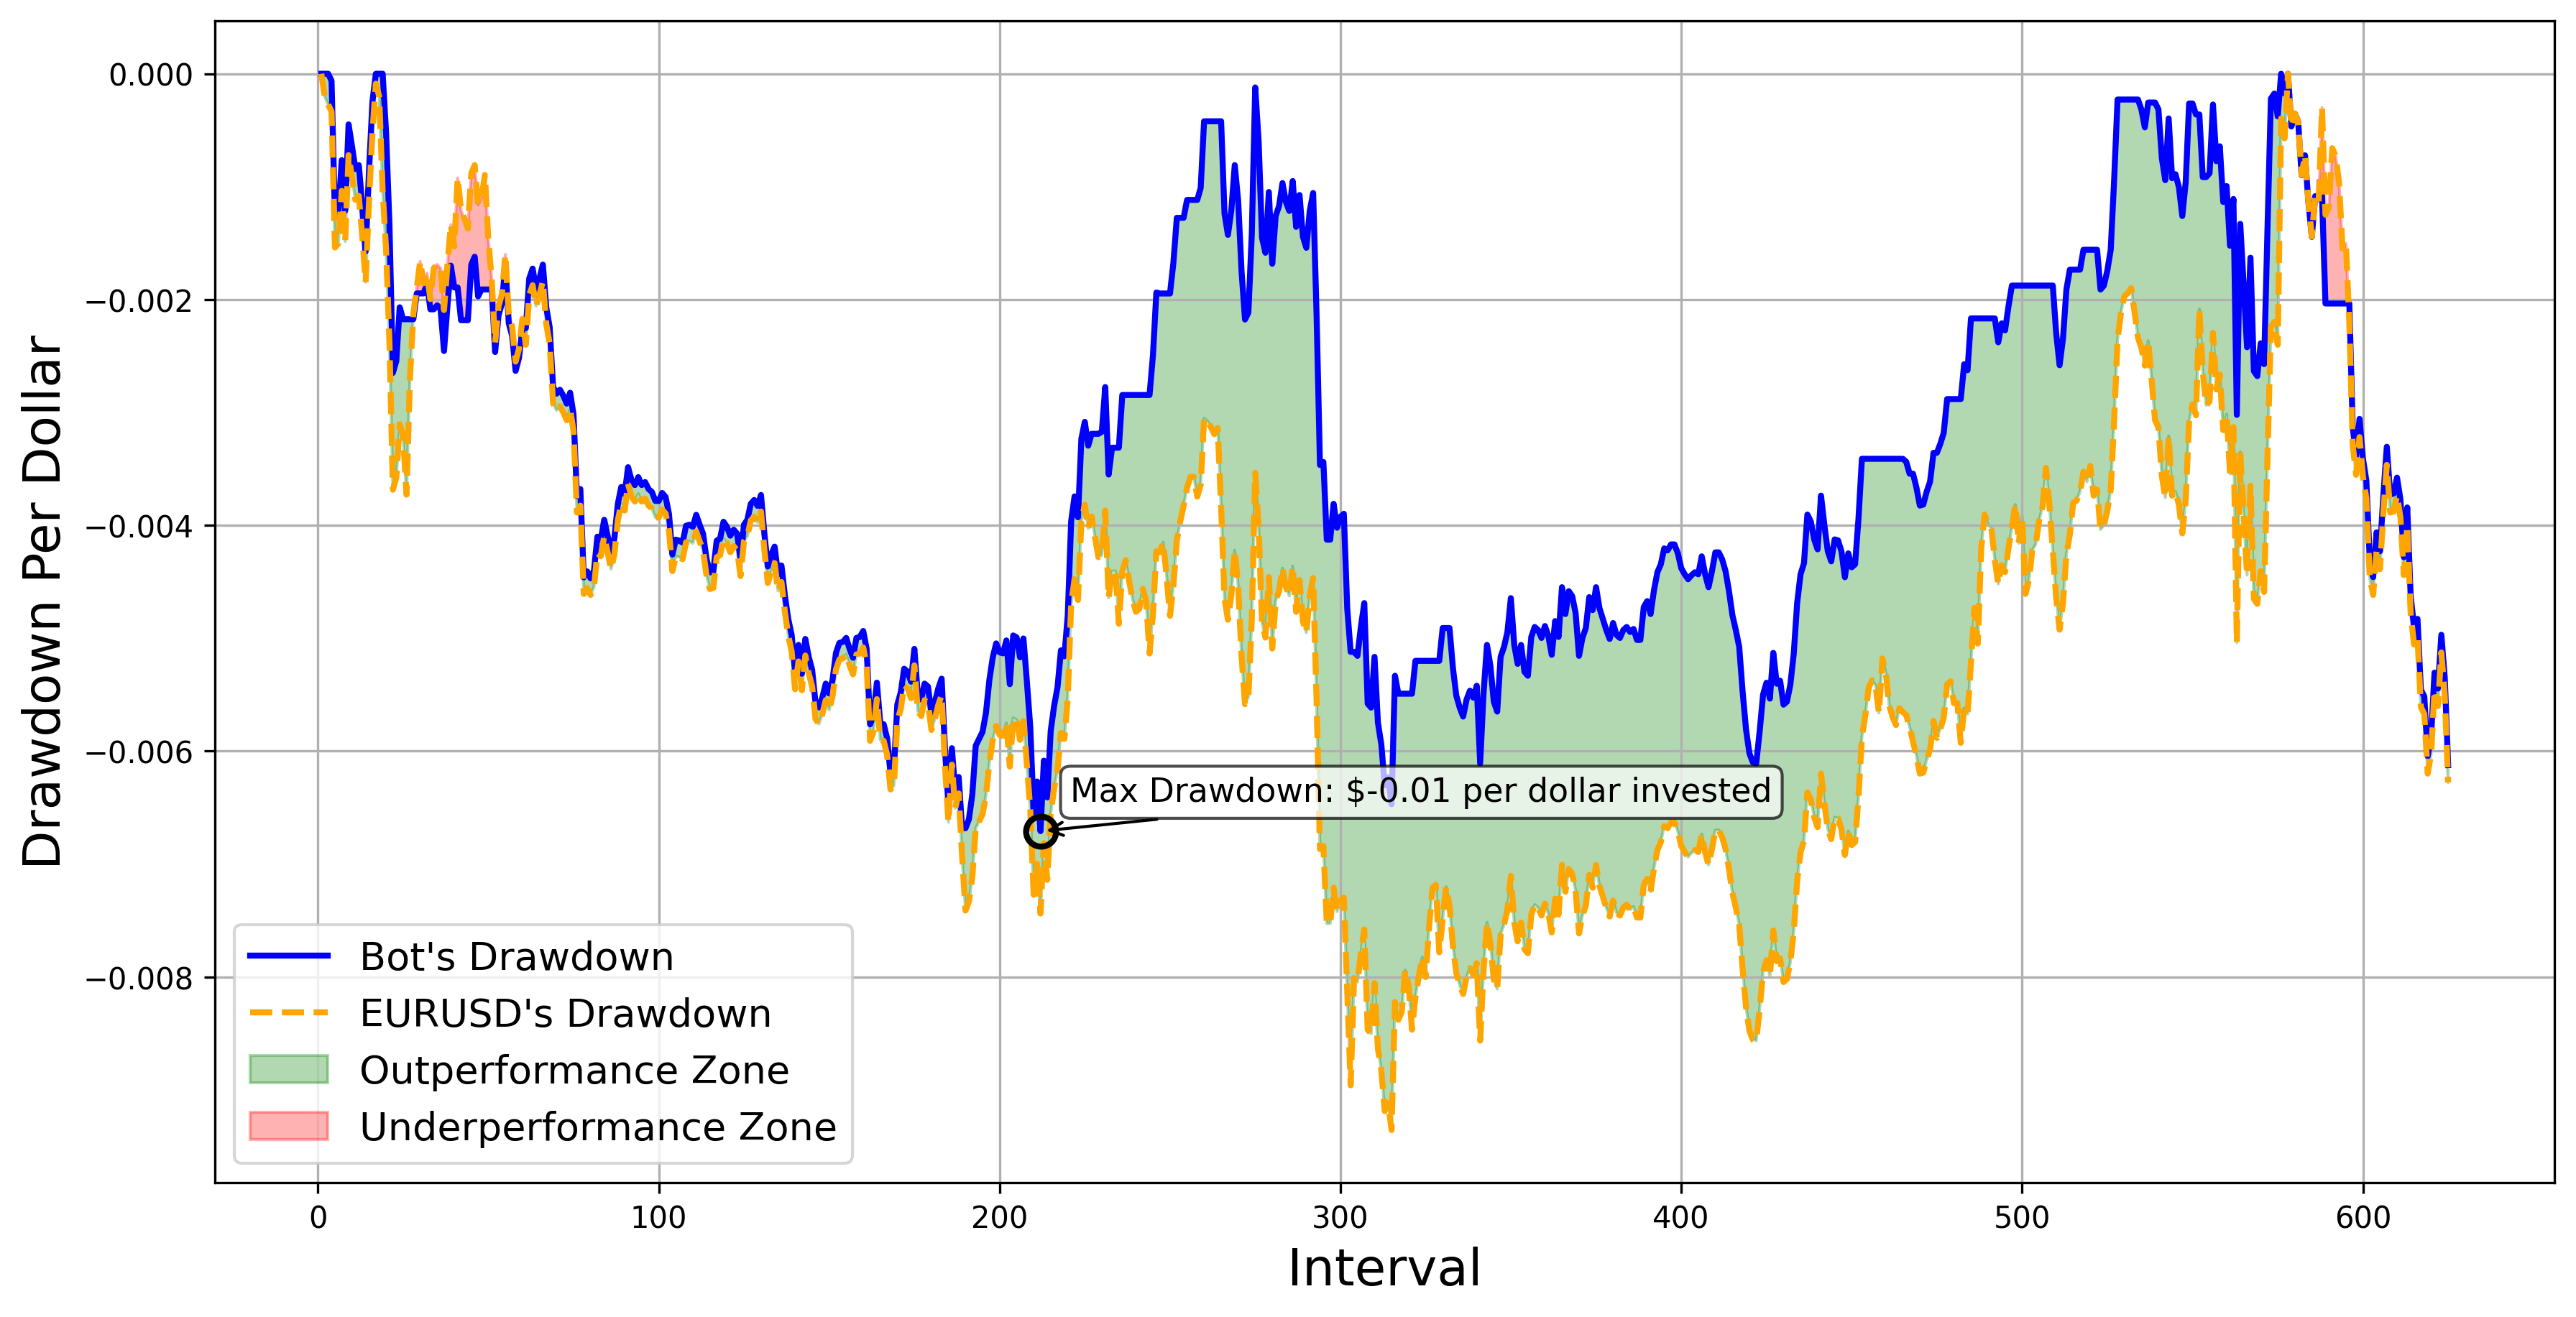 Drawdown Per Dollar
0.000
−0.002
−0.004
−0.006
−0.008
Max Drawdown: $-0.01 per dollar invested
Bot's Drawdown
EURUSD's Drawdown
Outperformance Zone
Underperformance Zone
0 100 200 300 400 500 600
Interval